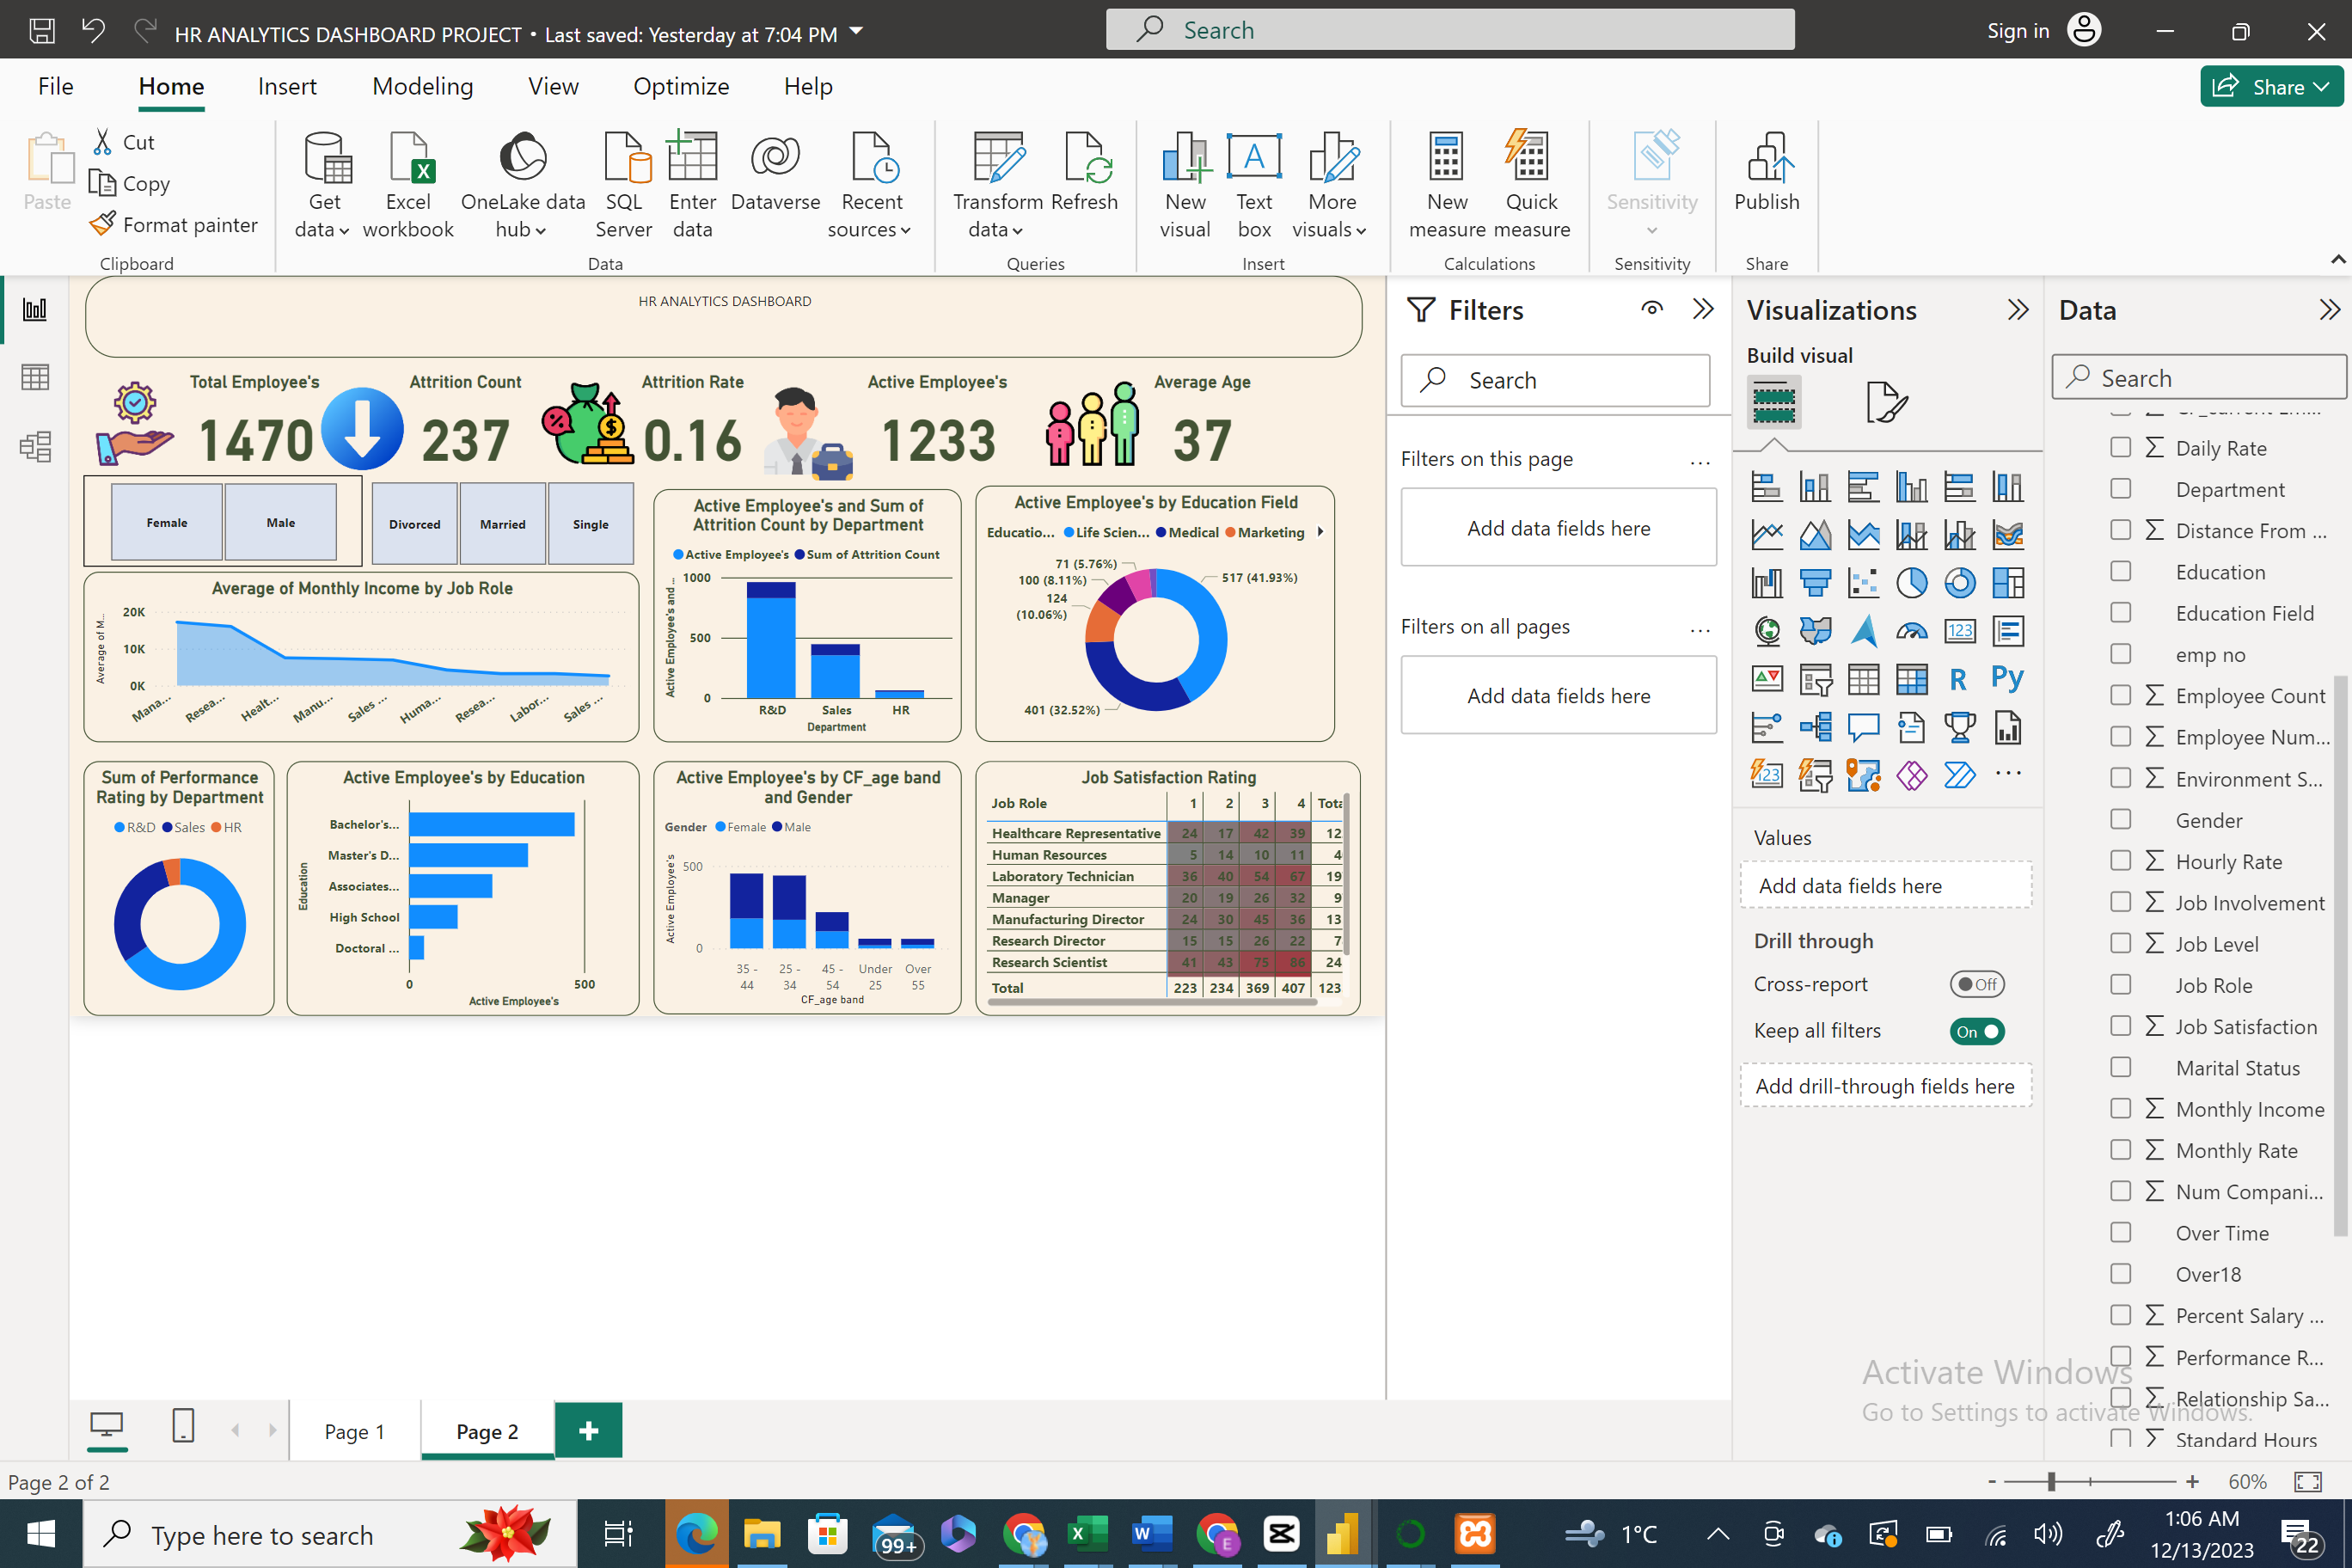 HR ANALYTICS DASHBOARD PROJECT • Last saved: Yesterday at 7:04 PM
Search
Sign in
File Home Insert Modeling View Optimize Help
Share
Paste
Cut
Copy
Format painter
Clipboard
Get data
Excel workbook
OneLake data hub
SQL Server
Enter data
Dataverse
Recent sources
Data
Transform data
Refresh
Queries
New visual
Text box
More visuals
Insert
New measure
Quick measure
Calculations
Sensitivity
Sensitivity
Publish
Share
HR ANALYTICS DASHBOARD
Total Employee's
1470
Attrition Count
237
Attrition Rate
0.16
Active Employee's
1233
Average Age
37
Female Male
Divorced Married Single
Average of Monthly Income by Job Role
Average of M...
20K
10K
0K
Mana... Resea... Healt... Manu... Sales ... Huma... Resea... Labor... Sales ...
Active Employee's and Sum of
Attrition Count by Department
Active Employee's Sum of Attrition Count
Active Employee's and ...
1000
500
0
R&D Sales HR
Department
Active Employee's by Education Field
Educatio... Life Scien... Medical Marketing
71 (5.76%)
100 (8.11%)
124
(10.06%)
517 (41.93%)
401 (32.52%)
Sum of Performance
Rating by Department
R&D Sales HR
Active Employee's by Education
Education
Bachelor's...
Master's D...
Associates...
High School
Doctoral ...
0 500
Active Employee's
Active Employee's by CF_age band
and Gender
Gender Female Male
Active Employee's
500
0
35 - 44
25 - 34
45 - 54
Under 25
Over 55
CF_age band
Job Satisfaction Rating
Job Role 1 2 3 4 Tota
Healthcare Representative 24 17 42 39 12
Human Resources 5 14 10 11 4
Laboratory Technician 36 40 54 67 19
Manager 20 19 26 32 9
Manufacturing Director 24 30 45 36 13
Research Director 15 15 26 22 7
Research Scientist 41 43 75 86 24
Total 223 234 369 407 123
Filters
Search
Filters on this page ...
Add data fields here
Filters on all pages ...
Add data fields here
Visualizations
Build visual
123
R
Py
123
...
Values
Add data fields here
Drill through
Cross-report Off
Keep all filters On
Add drill-through fields here
Data
Search
Daily Rate
Department
Distance From ...
Education
Education Field
emp no
Employee Count
Employee Num...
Environment S...
Gender
Hourly Rate
Job Involvement
Job Level
Job Role
Job Satisfaction
Marital Status
Monthly Income
Monthly Rate
Num Compani...
Over Time
Over18
Percent Salary ...
Performance R...
Relationship Sa...
Standard Hours
Activate Windows
Go to Settings to activate Windows.
Page 1 Page 2 +
Page 2 of 2
- + 60%
Type here to search
99+
1°C
1:06 AM
12/13/2023
22